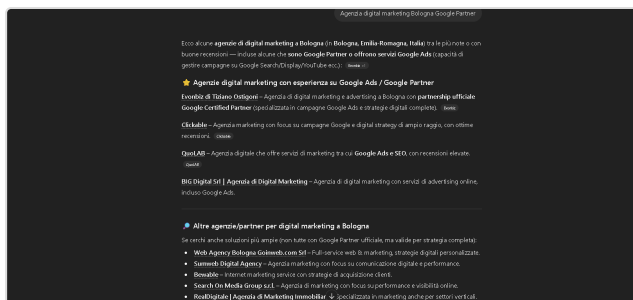 Agenzia digital marketing Bologna Google Partner
Ecco alcune agenzie di digital marketing a Bologna (in Bologna, Emilia-Romagna, Italia) tra le più note o con
buone recensioni — incluse alcune che sono Google Partner o offrono servizi Google Ads (capacità di
gestire campagne su Google Search/Display/YouTube ecc.): Evonbiz
Agenzie digital marketing con esperienza su Google Ads / Google Partner
Evonbiz di Tiziano Ostigoni – Agenzia di digital marketing e advertising a Bologna con partnership ufficiale
Google Certified Partner (specializzata in campagne Google Ads e strategie digitali complete). Evonbiz
Clickable – Agenzia marketing con focus su campagne Google e digital strategy di ampio raggio, con ottime
recensioni. Clickable
QuoLAB – Agenzia digitale che offre servizi di marketing tra cui Google Ads e SEO, con recensioni elevate.
QuoLAB
BIG Digital Srl | Agenzia di Digital Marketing – Agenzia di digital marketing con servizi di advertising online,
incluso Google Ads.
Altre agenzie/partner per digital marketing a Bologna
Se cerchi anche soluzioni più ampie (non tutte con Google Partner ufficiale, ma valide per strategia completa):
• Web Agency Bologna Goinweb.com Srl – Full-service web & marketing, strategie digitali personalizzate.
• Sumweb Digital Agency – Agenzia marketing con focus su comunicazione digitale e performance.
• Bewable – Internet marketing service con strategie di acquisizione clienti.
• Search On Media Group s.r.l. – Agenzia di marketing con focus su performance e visibilità online.
• RealDigitale | Agenzia di Marketing Immobiliar Specializzata in marketing anche per settori verticali.